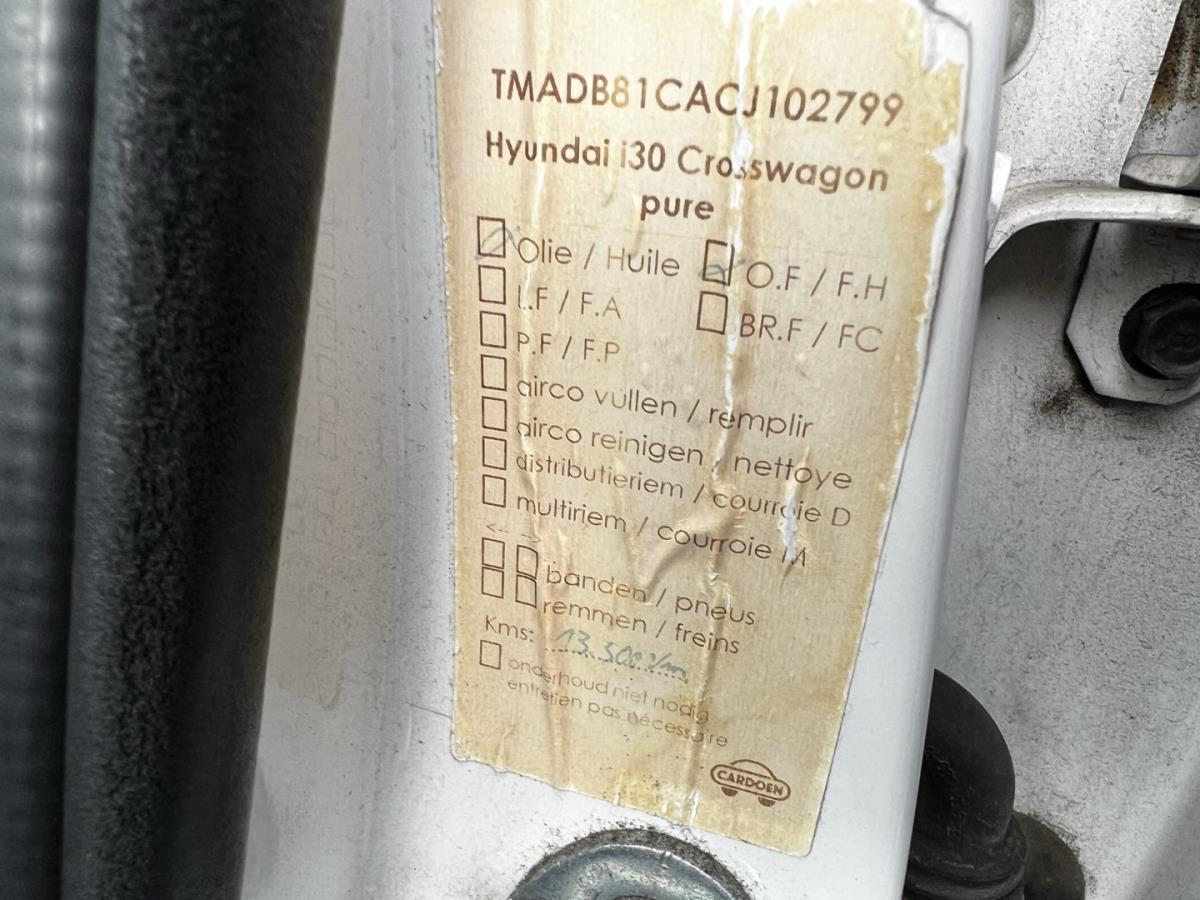 TMADB81CACJ102799
Hyundai i30 Crosswagon
pure
Olie / Huile O.F / F.H
L.F / F.A BR.F / FC
P.F / F.P
airco vullen / remplir
airco reinigen / nettoye
distributieriem / courroie D
multiriem / courroie M
<-- -->
banden / pneus
remmen / freins
Kms: 13.500 km
onderhoud niet nodig
entretien pas nécessaire
CARDOEN